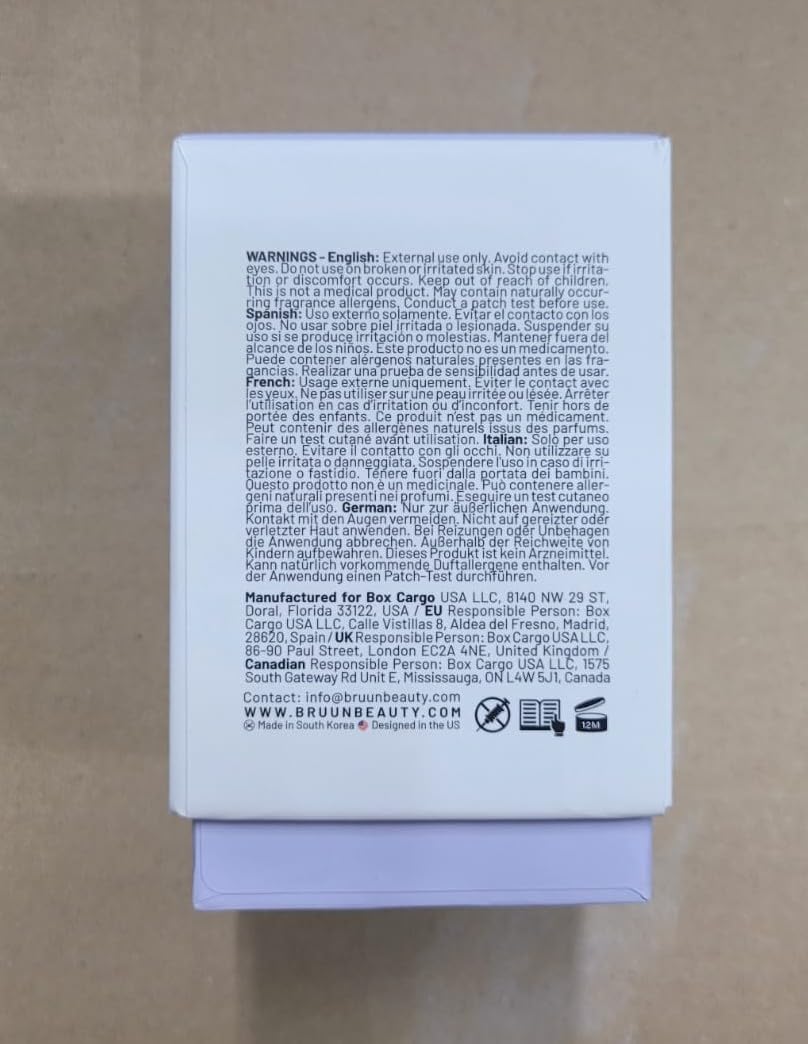 WARNINGS - English: External use only. Avoid contact with
eyes. Do not use on broken or irritated skin. Stop use if irrita-
tion or discomfort occurs. Keep out of reach of children.
This is not a medical product. May contain naturally occur-
ring fragrance allergens. Conduct a patch test before use.
Spanish: Uso externo solamente. Evitar el contacto con los
ojos. No usar sobre piel irritada o lesionada. Suspender su
uso si se produce irritación o molestias. Mantener fuera del
alcance de los niños. Este producto no es un medicamento.
Puede contener alérgenos naturales presentes en las fra-
gancias. Realizar una prueba de sensibilidad antes de usar.
French: Usage externe uniquement. Éviter le contact avec
les yeux. Ne pas utiliser sur une peau irritée ou lésée. Arrêter
l'utilisation en cas d'irritation ou d'inconfort. Tenir hors de
portée des enfants. Ce produit n'est pas un médicament.
Peut contenir des allergènes naturels issus des parfums.
Faire un test cutané avant utilisation. Italian: Solo per uso
esterno. Evitare il contatto con gli occhi. Non utilizzare su
pelle irritata o danneggiata. Sospendere l'uso in caso di irri-
tazione o fastidio. Tenere fuori dalla portata dei bambini.
Questo prodotto non è un medicinale. Può contenere aller-
geni naturali presenti nei profumi. Eseguire un test cutaneo
prima dell'uso. German: Nur zur äußerlichen Anwendung.
Kontakt mit den Augen vermeiden. Nicht auf gereizter oder
verletzter Haut anwenden. Bei Reizungen oder Unbehagen
die Anwendung abbrechen. Außerhalb der Reichweite von
Kindern aufbewahren. Dieses Produkt ist kein Arzneimittel.
Kann natürlich vorkommende Duftallergene enthalten. Vor
der Anwendung einen Patch-Test durchführen.
Manufactured for Box Cargo USA LLC, 8140 NW 29 ST,
Doral, Florida 33122, USA / EU Responsible Person: Box
Cargo USA LLC, Calle Vistillas 8, Aldea del Fresno, Madrid,
28620, Spain / UK Responsible Person: Box Cargo USA LLC,
86-90 Paul Street, London EC2A 4NE, United Kingdom /
Canadian Responsible Person: Box Cargo USA LLC, 1575
South Gateway Rd Unit E, Mississauga, ON L4W 5J1, Canada
Contact: info@bruunbeauty.com
WWW.BRUUNBEAUTY.COM
Made in South Korea Designed in the US
12M